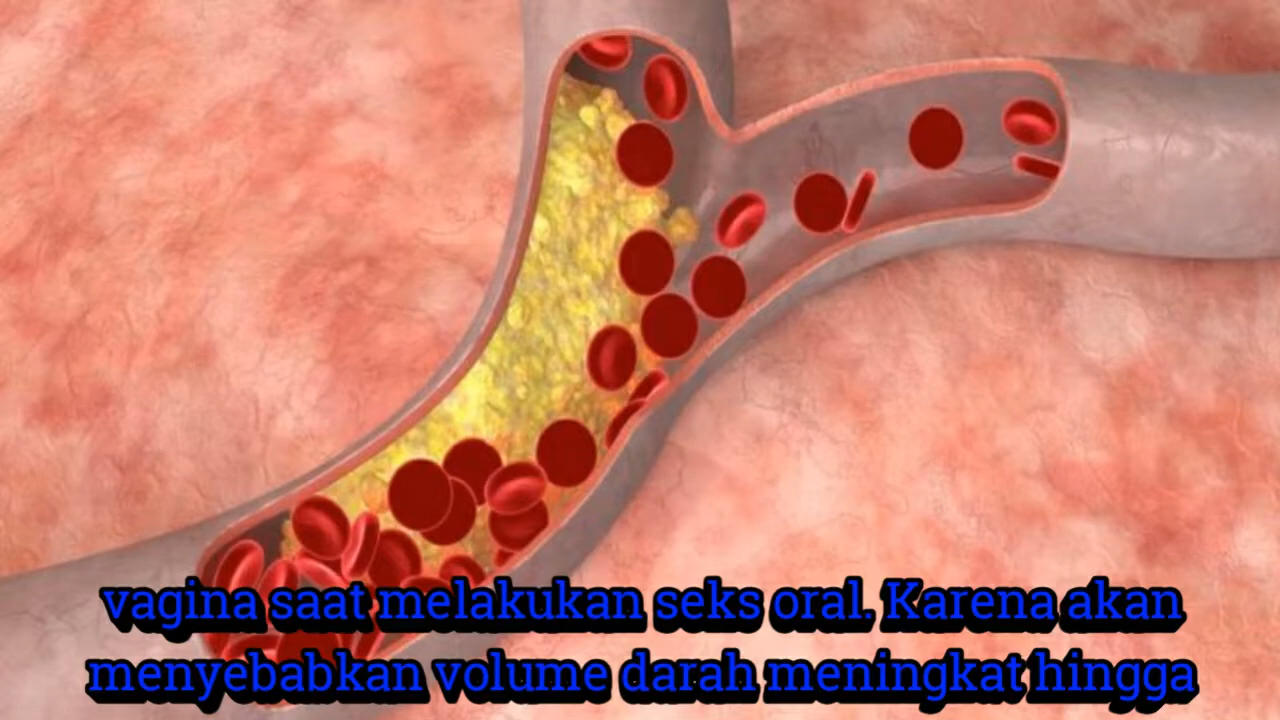 vagina saat melakukan seks oral. Karena akan
menyebabkan volume darah meningkat hingga